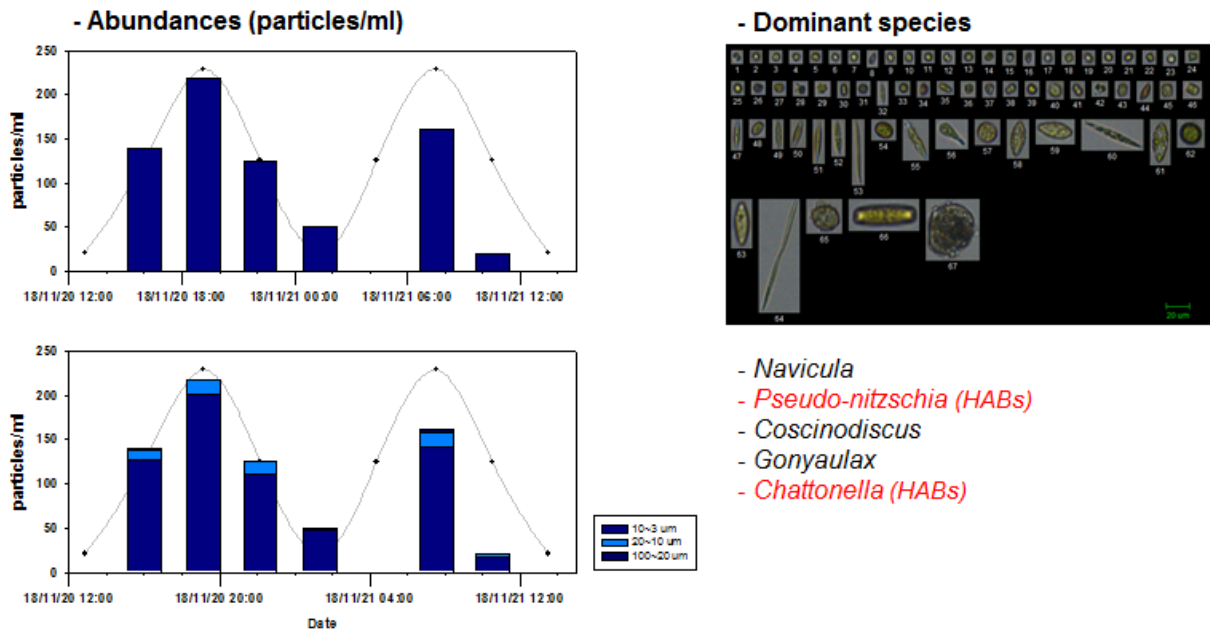 - Abundances (particles/ml)
250
200
150
100
50
0
particles/ml
18/11/20 12:00 18/11/20 18:00 18/11/21 00:00 18/11/21 06:00 18/11/21 12:00
250
200
150
100
50
0
particles/ml
18/11/20 12:00 18/11/20 20:00 18/11/21 04:00 18/11/21 12:00
Date
10~3 um
20~10 um
100~20 um
- Dominant species
1 2 3 4 5 6 7 8 9 10 11 12 13 14 15 16 17 18 19 20 21 22 23 24
25 26 27 28 29 30 31 32 33 34 35 36 37 38 39 40 41 42 43 44 45 46
47 48 49 50 51 52 53 54 55 56 57 58 59 60 61 62
63 64 65 66 67
20 um
- Navicula
- Pseudo-nitzschia (HABs)
- Coscinodiscus
- Gonyaulax
- Chattonella (HABs)